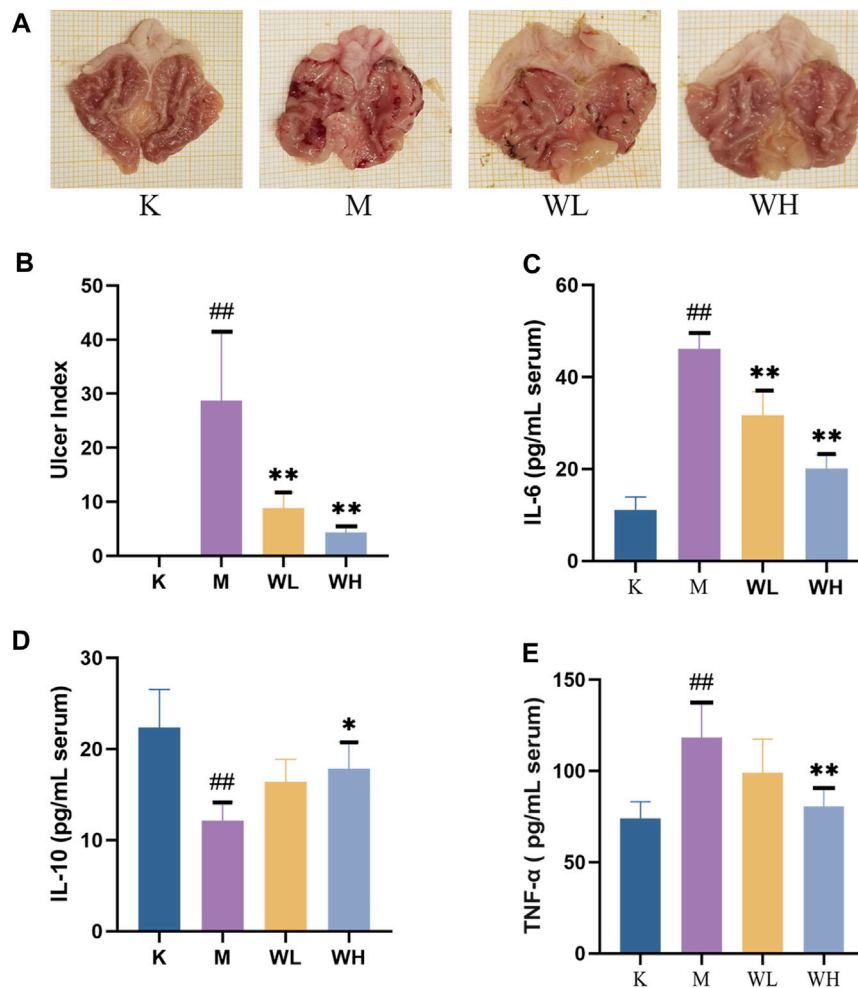 A
K M WL WH
B
Ulcer Index
50
40
30
20
10
0
##
**
**
K M WL WH
C
IL-6 (pg/mL serum)
60
40
20
0
##
**
**
K M WL WH
D
IL-10 (pg/mL serum)
30
20
10
0
##
*
K M WL WH
E
TNF-α ( pg/mL serum)
150
100
50
0
##
**
K M WL WH